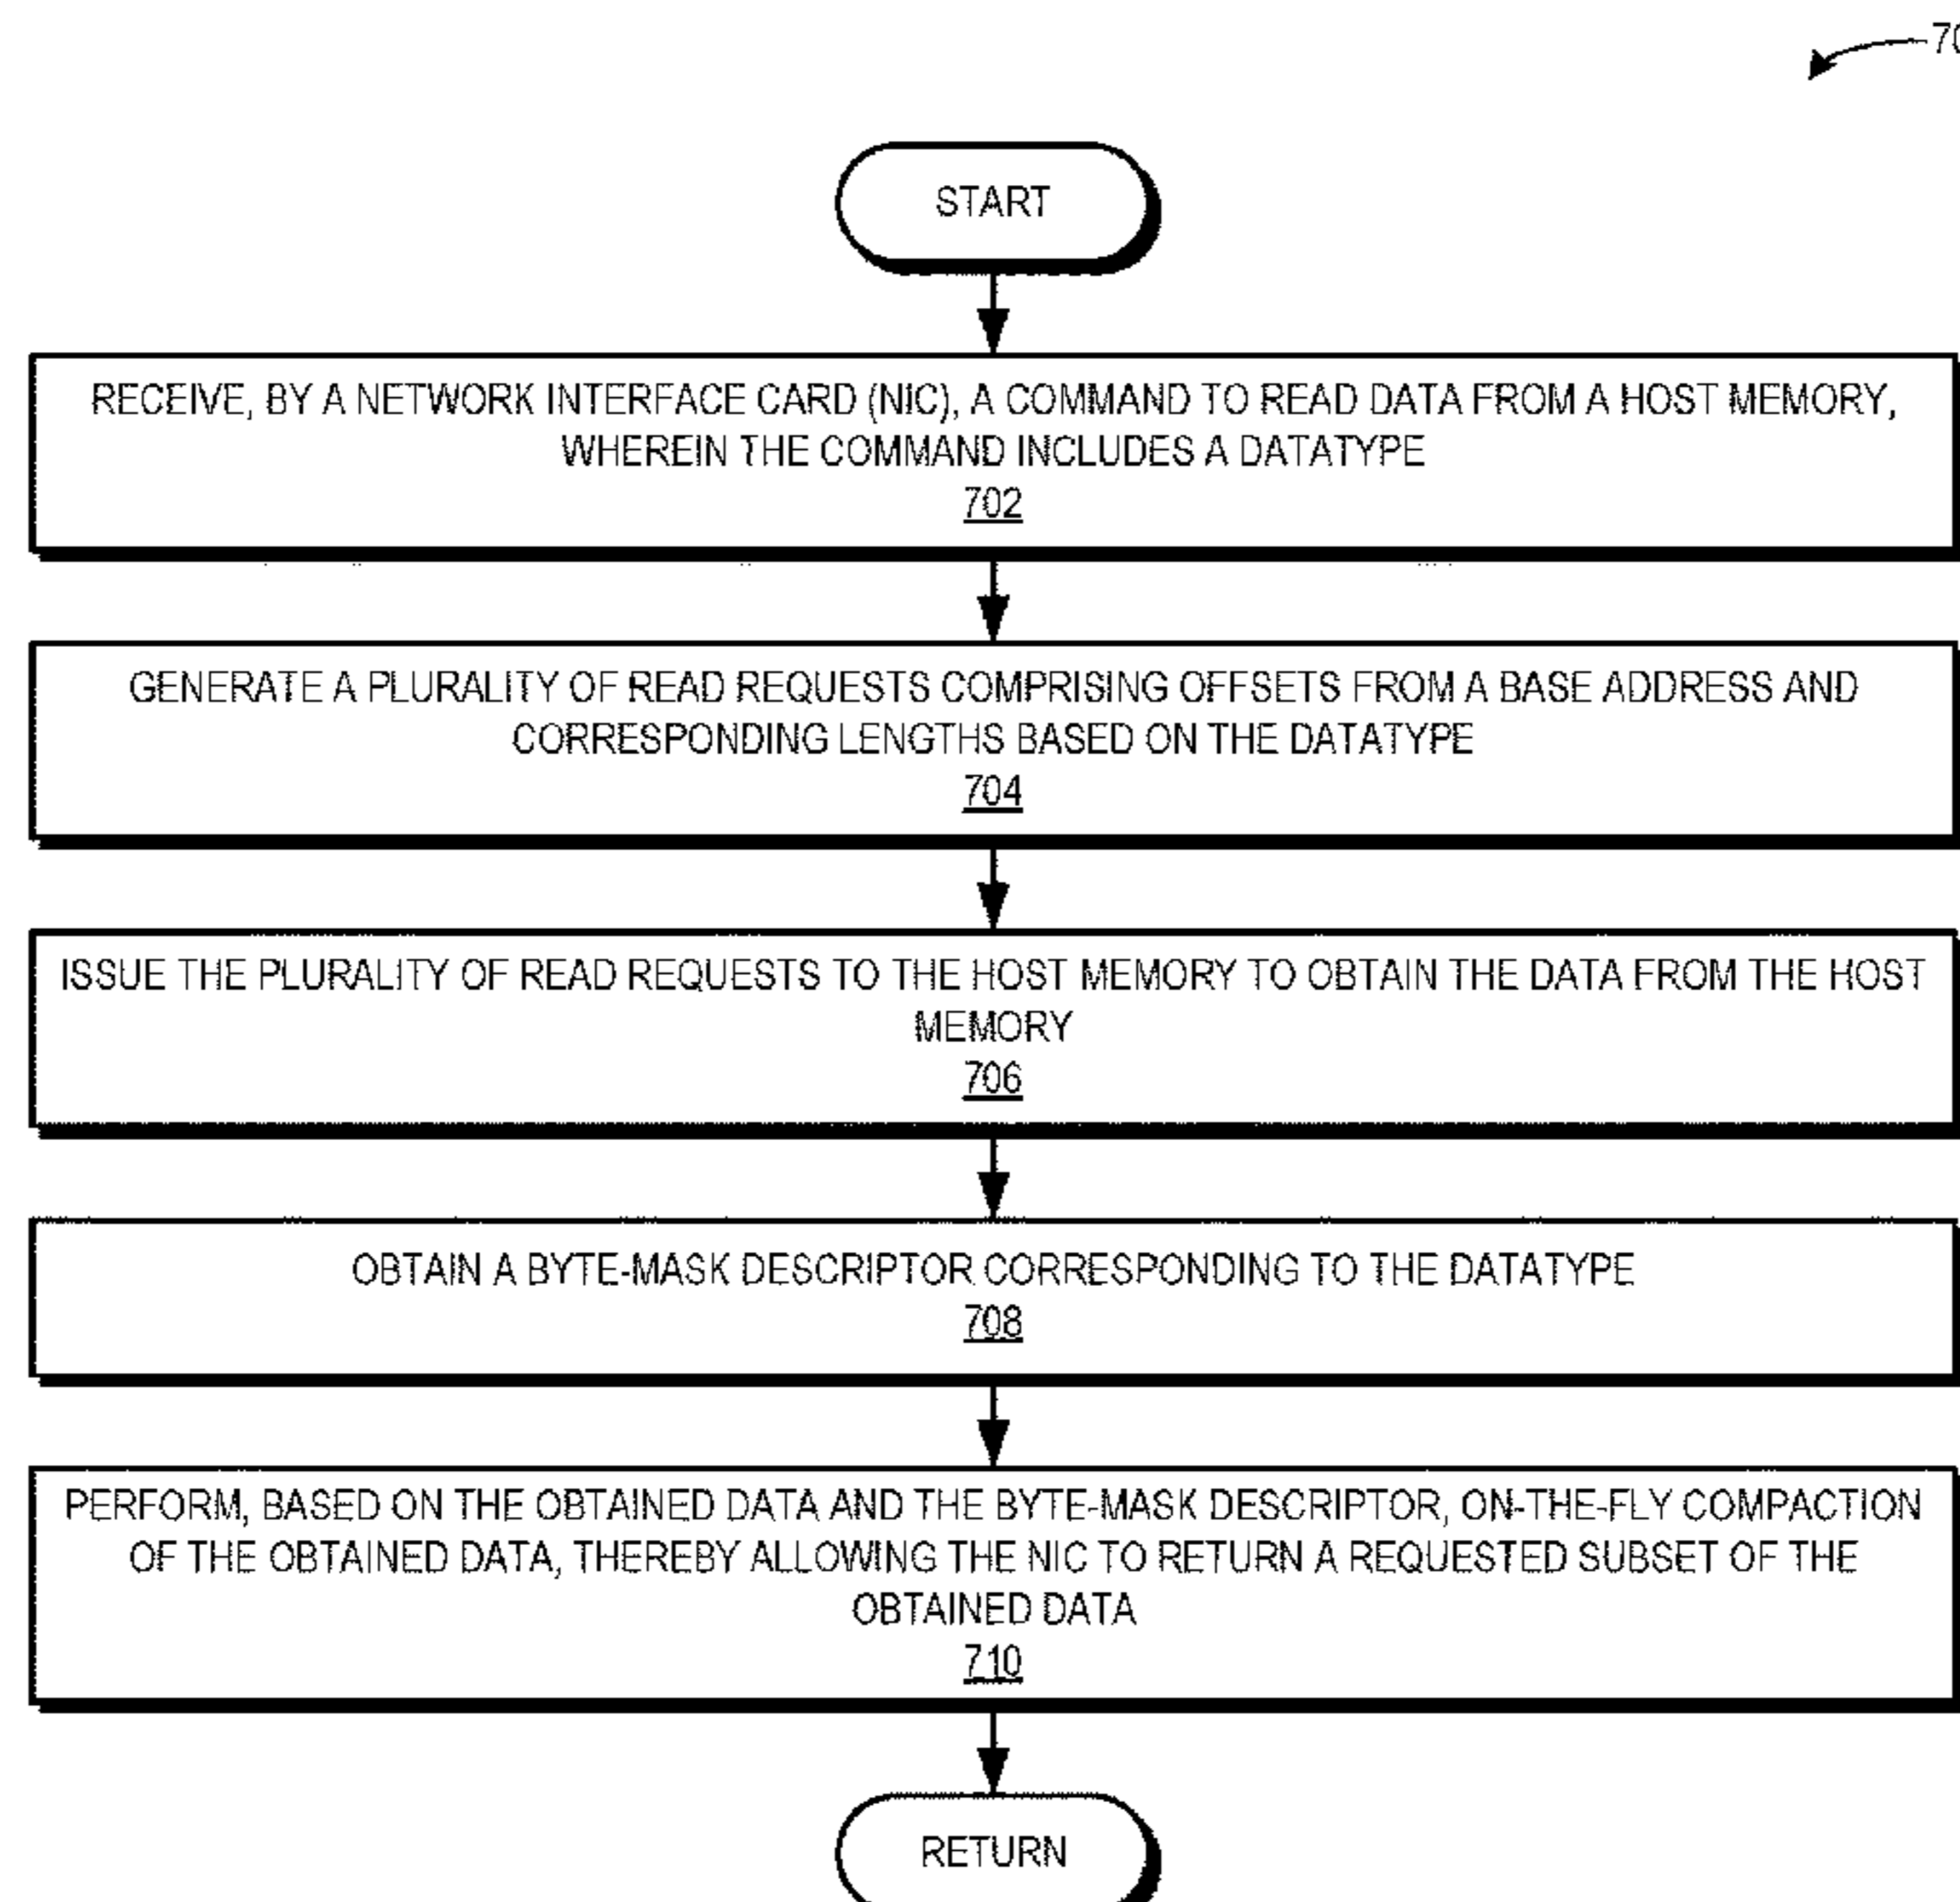 70
START
RECEIVE, BY A NETWORK INTERFACE CARD (NIC), A COMMAND TO READ DATA FROM A HOST MEMORY,
WHEREIN THE COMMAND INCLUDES A DATATYPE
702
GENERATE A PLURALITY OF READ REQUESTS COMPRISING OFFSETS FROM A BASE ADDRESS AND
CORRESPONDING LENGTHS BASED ON THE DATATYPE
704
ISSUE THE PLURALITY OF READ REQUESTS TO THE HOST MEMORY TO OBTAIN THE DATA FROM THE HOST
MEMORY
706
OBTAIN A BYTE-MASK DESCRIPTOR CORRESPONDING TO THE DATATYPE
708
PERFORM, BASED ON THE OBTAINED DATA AND THE BYTE-MASK DESCRIPTOR, ON-THE-FLY COMPACTION
OF THE OBTAINED DATA, THEREBY ALLOWING THE NIC TO RETURN A REQUESTED SUBSET OF THE
OBTAINED DATA
710
RETURN